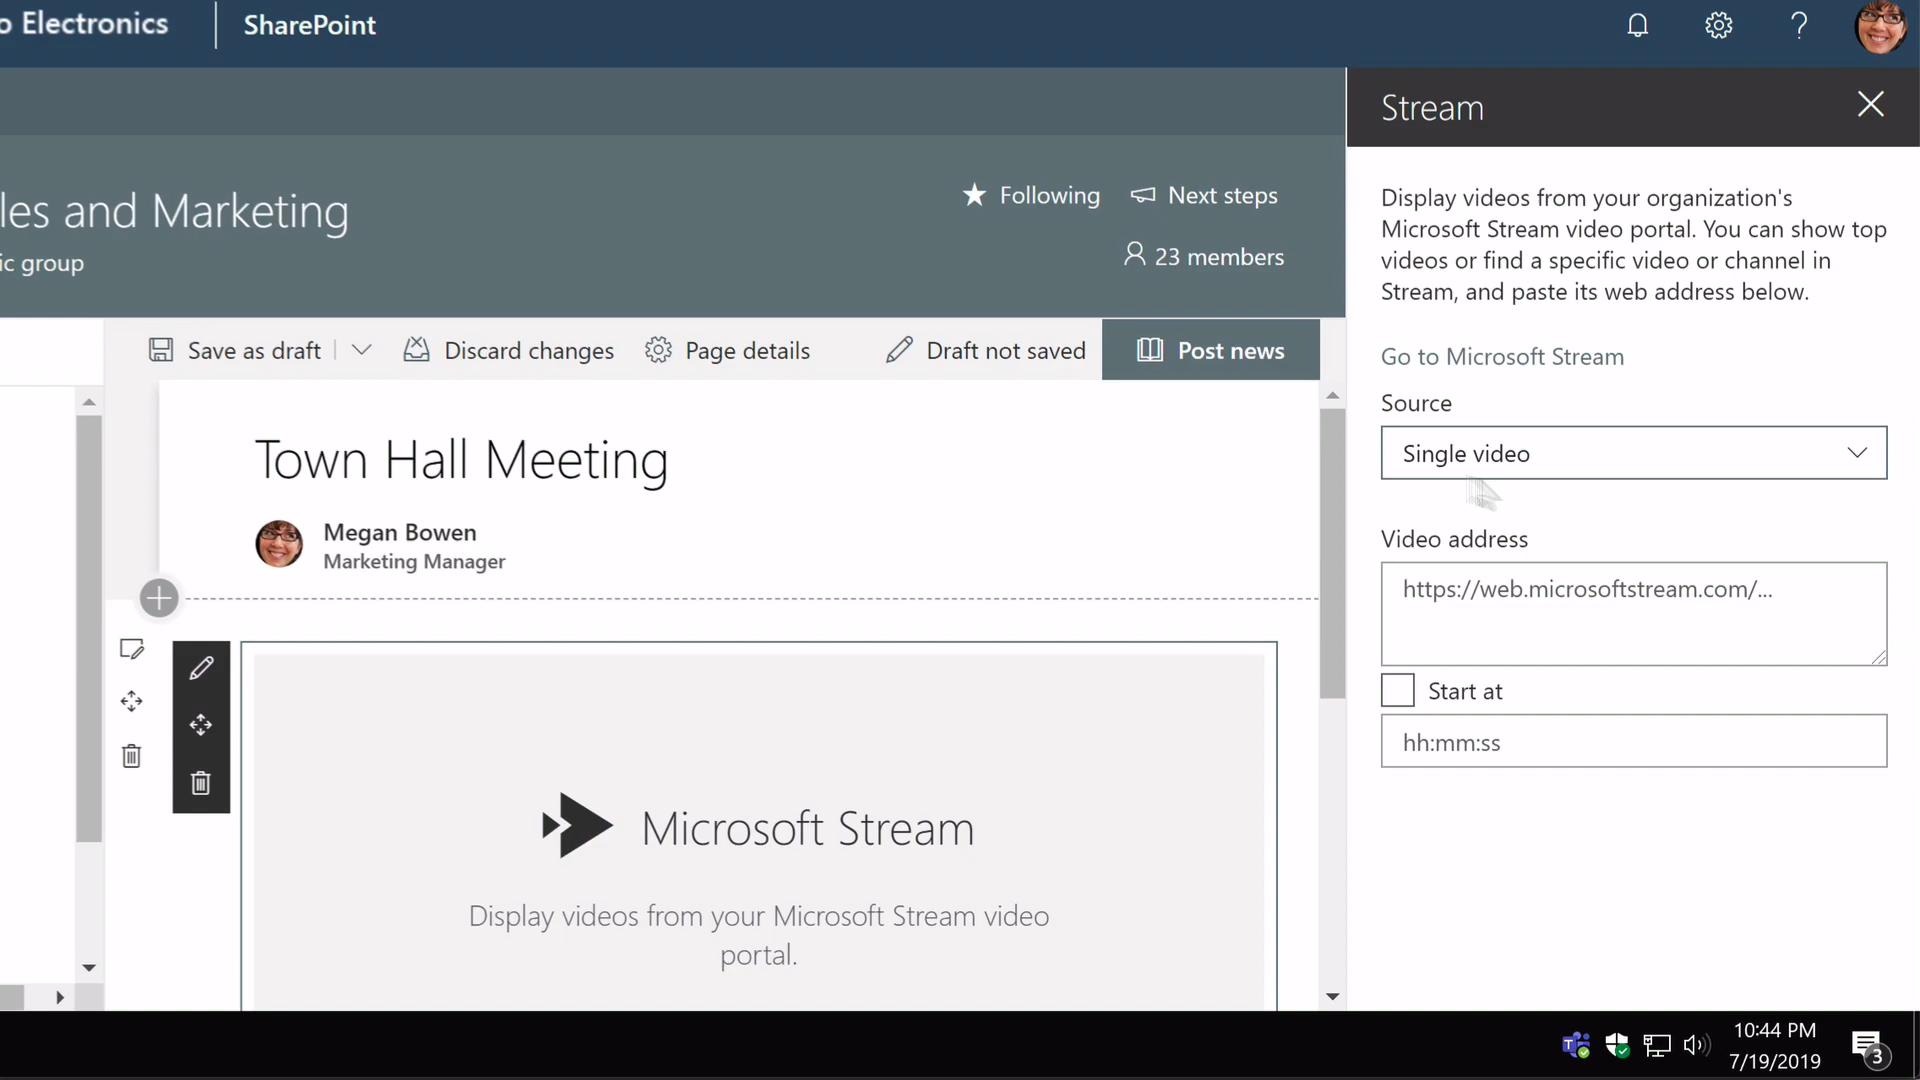 o Electronics
SharePoint
Stream
les and Marketing
ic group
Following
Next steps
23 members
Save as draft
Discard changes
Page details
Draft not saved
Post news
Town Hall Meeting
Megan Bowen
Marketing Manager
Microsoft Stream
Display videos from your Microsoft Stream video
portal.
Display videos from your organization's
Microsoft Stream video portal. You can show top
videos or find a specific video or channel in
Stream, and paste its web address below.
Go to Microsoft Stream
Source
Single video
Video address
https://web.microsoftstream.com/...
Start at
hh:mm:ss
10:44 PM
7/19/2019
3